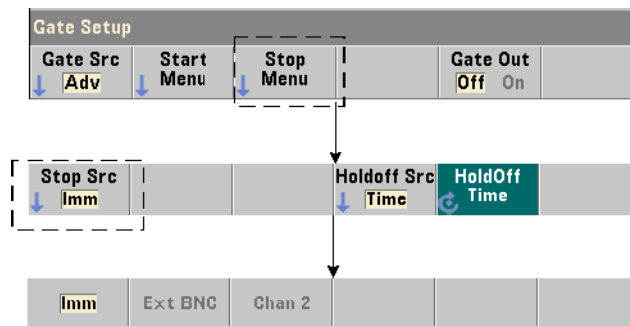 Gate Setup
Gate Src Start Stop Gate Out
Adv Menu Menu Off On
Stop Src Holdoff Src HoldOff
Imm Time Time
Imm Ext BNC Chan 2